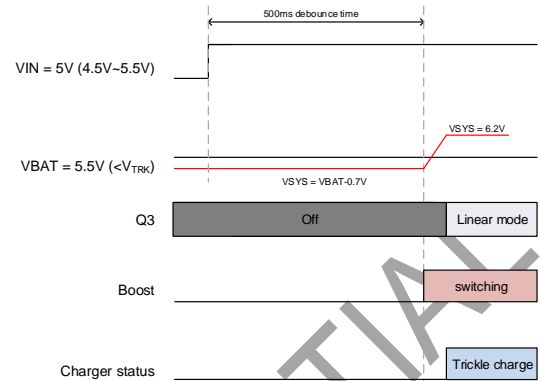 500ms debounce time
VIN = 5V (4.5V~5.5V)
VSYS = 6.2V
VBAT = 5.5V (<VTRK)
VSYS = VBAT-0.7V
Q3
Off
Linear mode
Boost
switching
Charger status
Trickle charge
TIAL